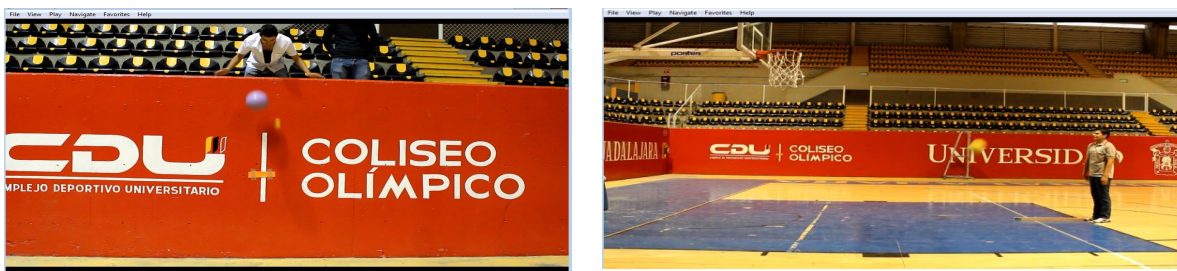 File View Play Navigate Favorites Help
CDU
COLISEO
OLÍMPICO
MPLEJO DEPORTIVO UNIVERSITARIO
File View Play Navigate Favorites Help
ADALAJARA
CDU
COLISEO
OLÍMPICO
UNIVERSID